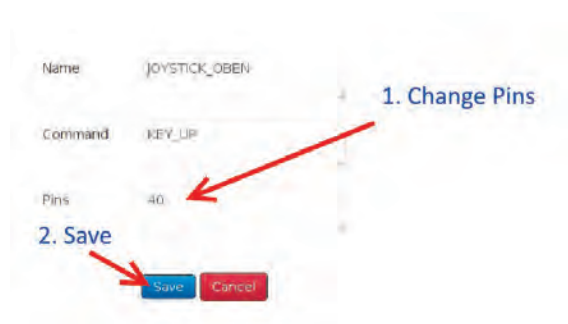 Name JOYSTICK_OBEN
1. Change Pins
Command KEY_UP
Pins 40
2. Save
Save Cancel